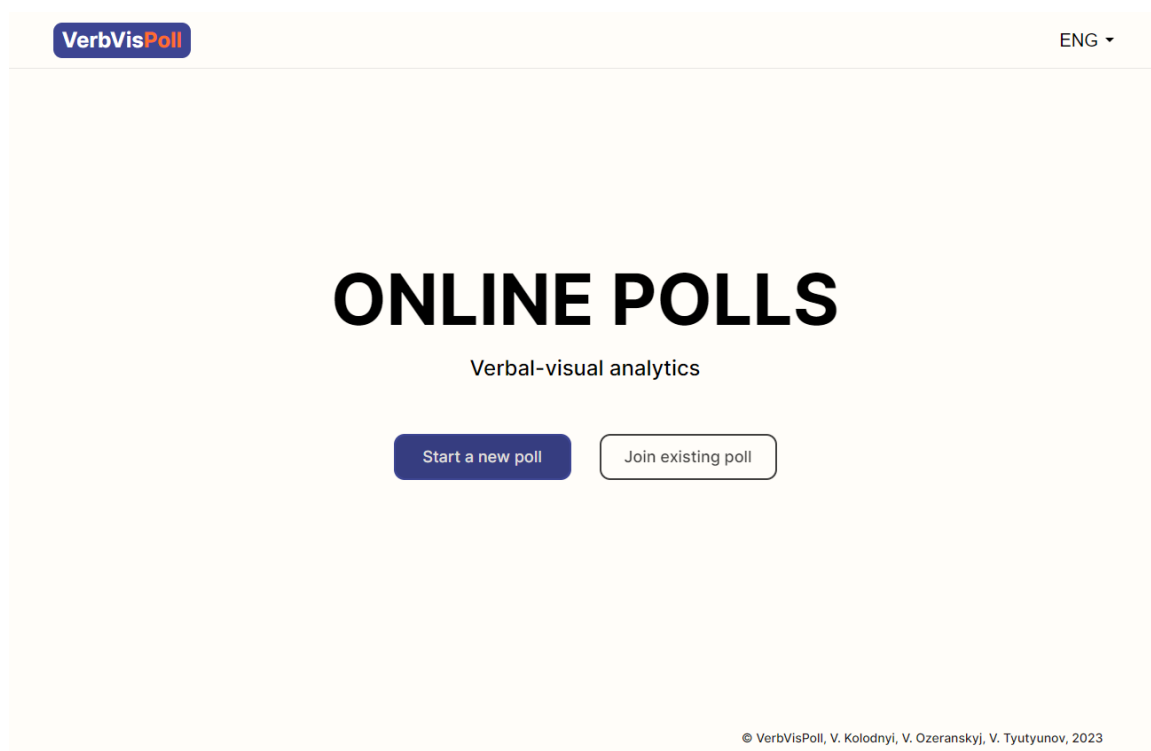 VerbVisPoll
ENG
ONLINE POLLS
Verbal-visual analytics
Start a new poll
Join existing poll
© VerbVisPoll, V. Kolodnyi, V. Ozeranskyj, V. Tyutyunov, 2023